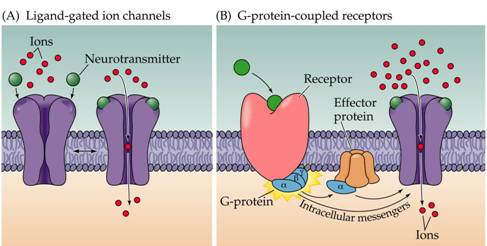 (A) Ligand-gated ion channels
Ions
Neurotransmitter
(B) G-protein-coupled receptors
Receptor
Effector
protein
γ
β
α
α
G-protein
Intracellular messengers
Ions